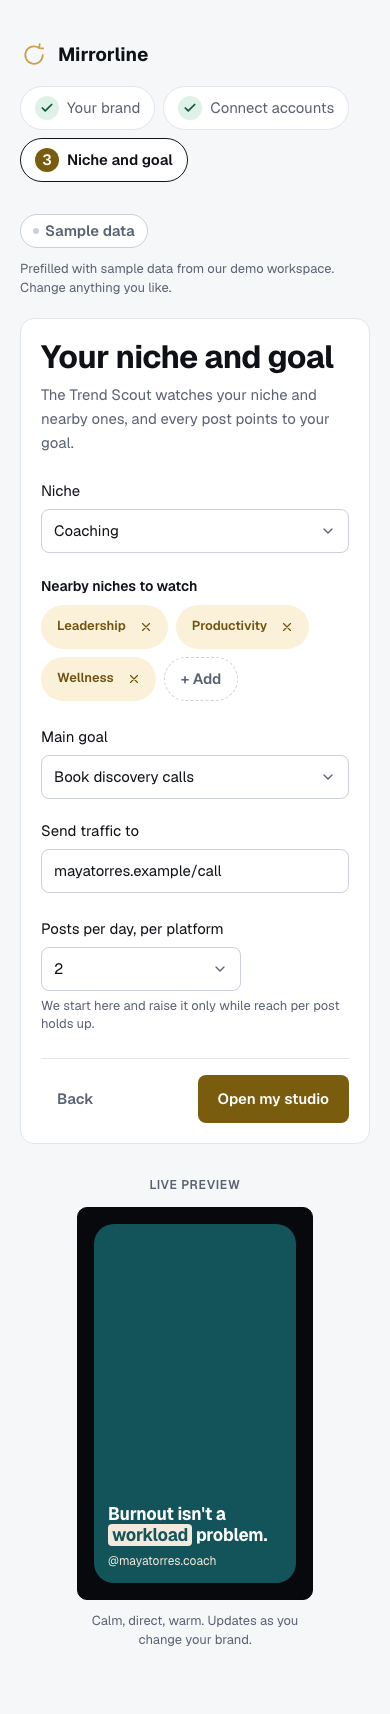 Mirrorline
Your brand
Connect accounts
3 Niche and goal
Sample data
Prefilled with sample data from our demo workspace.
Change anything you like.
Your niche and goal
The Trend Scout watches your niche and
nearby ones, and every post points to your
goal.
Niche
Coaching
Nearby niches to watch
Leadership
Productivity
Wellness
+ Add
Main goal
Book discovery calls
Send traffic to
mayatorres.example/call
Posts per day, per platform
2
We start here and raise it only while reach per post
holds up.
Back
Open my studio
LIVE PREVIEW
Burnout isn't a
workload problem.
@mayatorres.coach
Calm, direct, warm. Updates as you
change your brand.